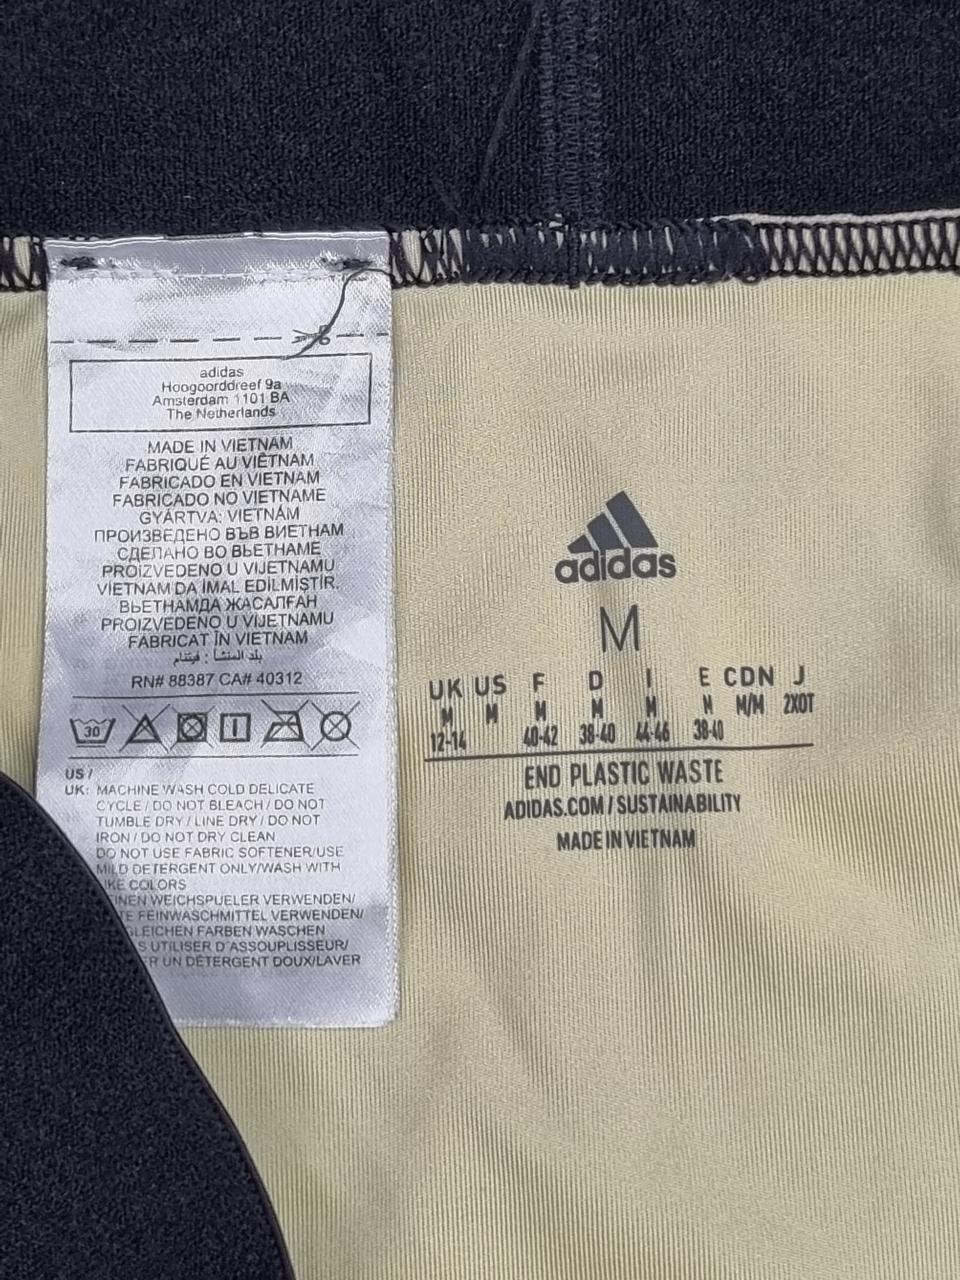 adidas
Hoogoorddreef 9a
Amsterdam 1101 BA
The Netherlands
MADE IN VIETNAM
FABRIQUÉ AU VIÊTNAM
FABRICADO EN VIETNAM
FABRICADO NO VIETNAME
GYÁRTVA: VIETNÁM
ПРОИЗВЕДЕНО ВЪВ ВИЕТНАМ
СДЕЛАНО ВО ВЬЕТНАМЕ
PROIZVEDENO U VIJETNAMU
VİETNAM DA İMAL EDİLMİŞTİR.
ВЬЕТНАМДА ЖАСАЛҒАН
PROIZVEDENO U VIJETNAMU
FABRICAT ÎN VIETNAM
بلد المنشأ : فيتنام
RN# 88387 CA# 40312
30
US /
UK: MACHINE WASH COLD DELICATE
CYCLE / DO NOT BLEACH / DO NOT
TUMBLE DRY / LINE DRY / DO NOT
IRON / DO NOT DRY CLEAN
DO NOT USE FABRIC SOFTENER/USE
MILD DETERGENT ONLY/WASH WITH
COLORS
WEICHSPUELER VERWENDEN/
FEINWASCHMITTEL VERWENDEN/
FARBEN WASCHEN
UTILISER D'ASSOUPLISSEUR/
UN DÉTERGENT DOUX/LAVER
adidas
M
UK US F D I E CDN J
M M M M M M M/M 2XOT
12-14 40-42 38-40 44-46 38-40
END PLASTIC WASTE
ADIDAS.COM / SUSTAINABILITY
MADE IN VIETNAM